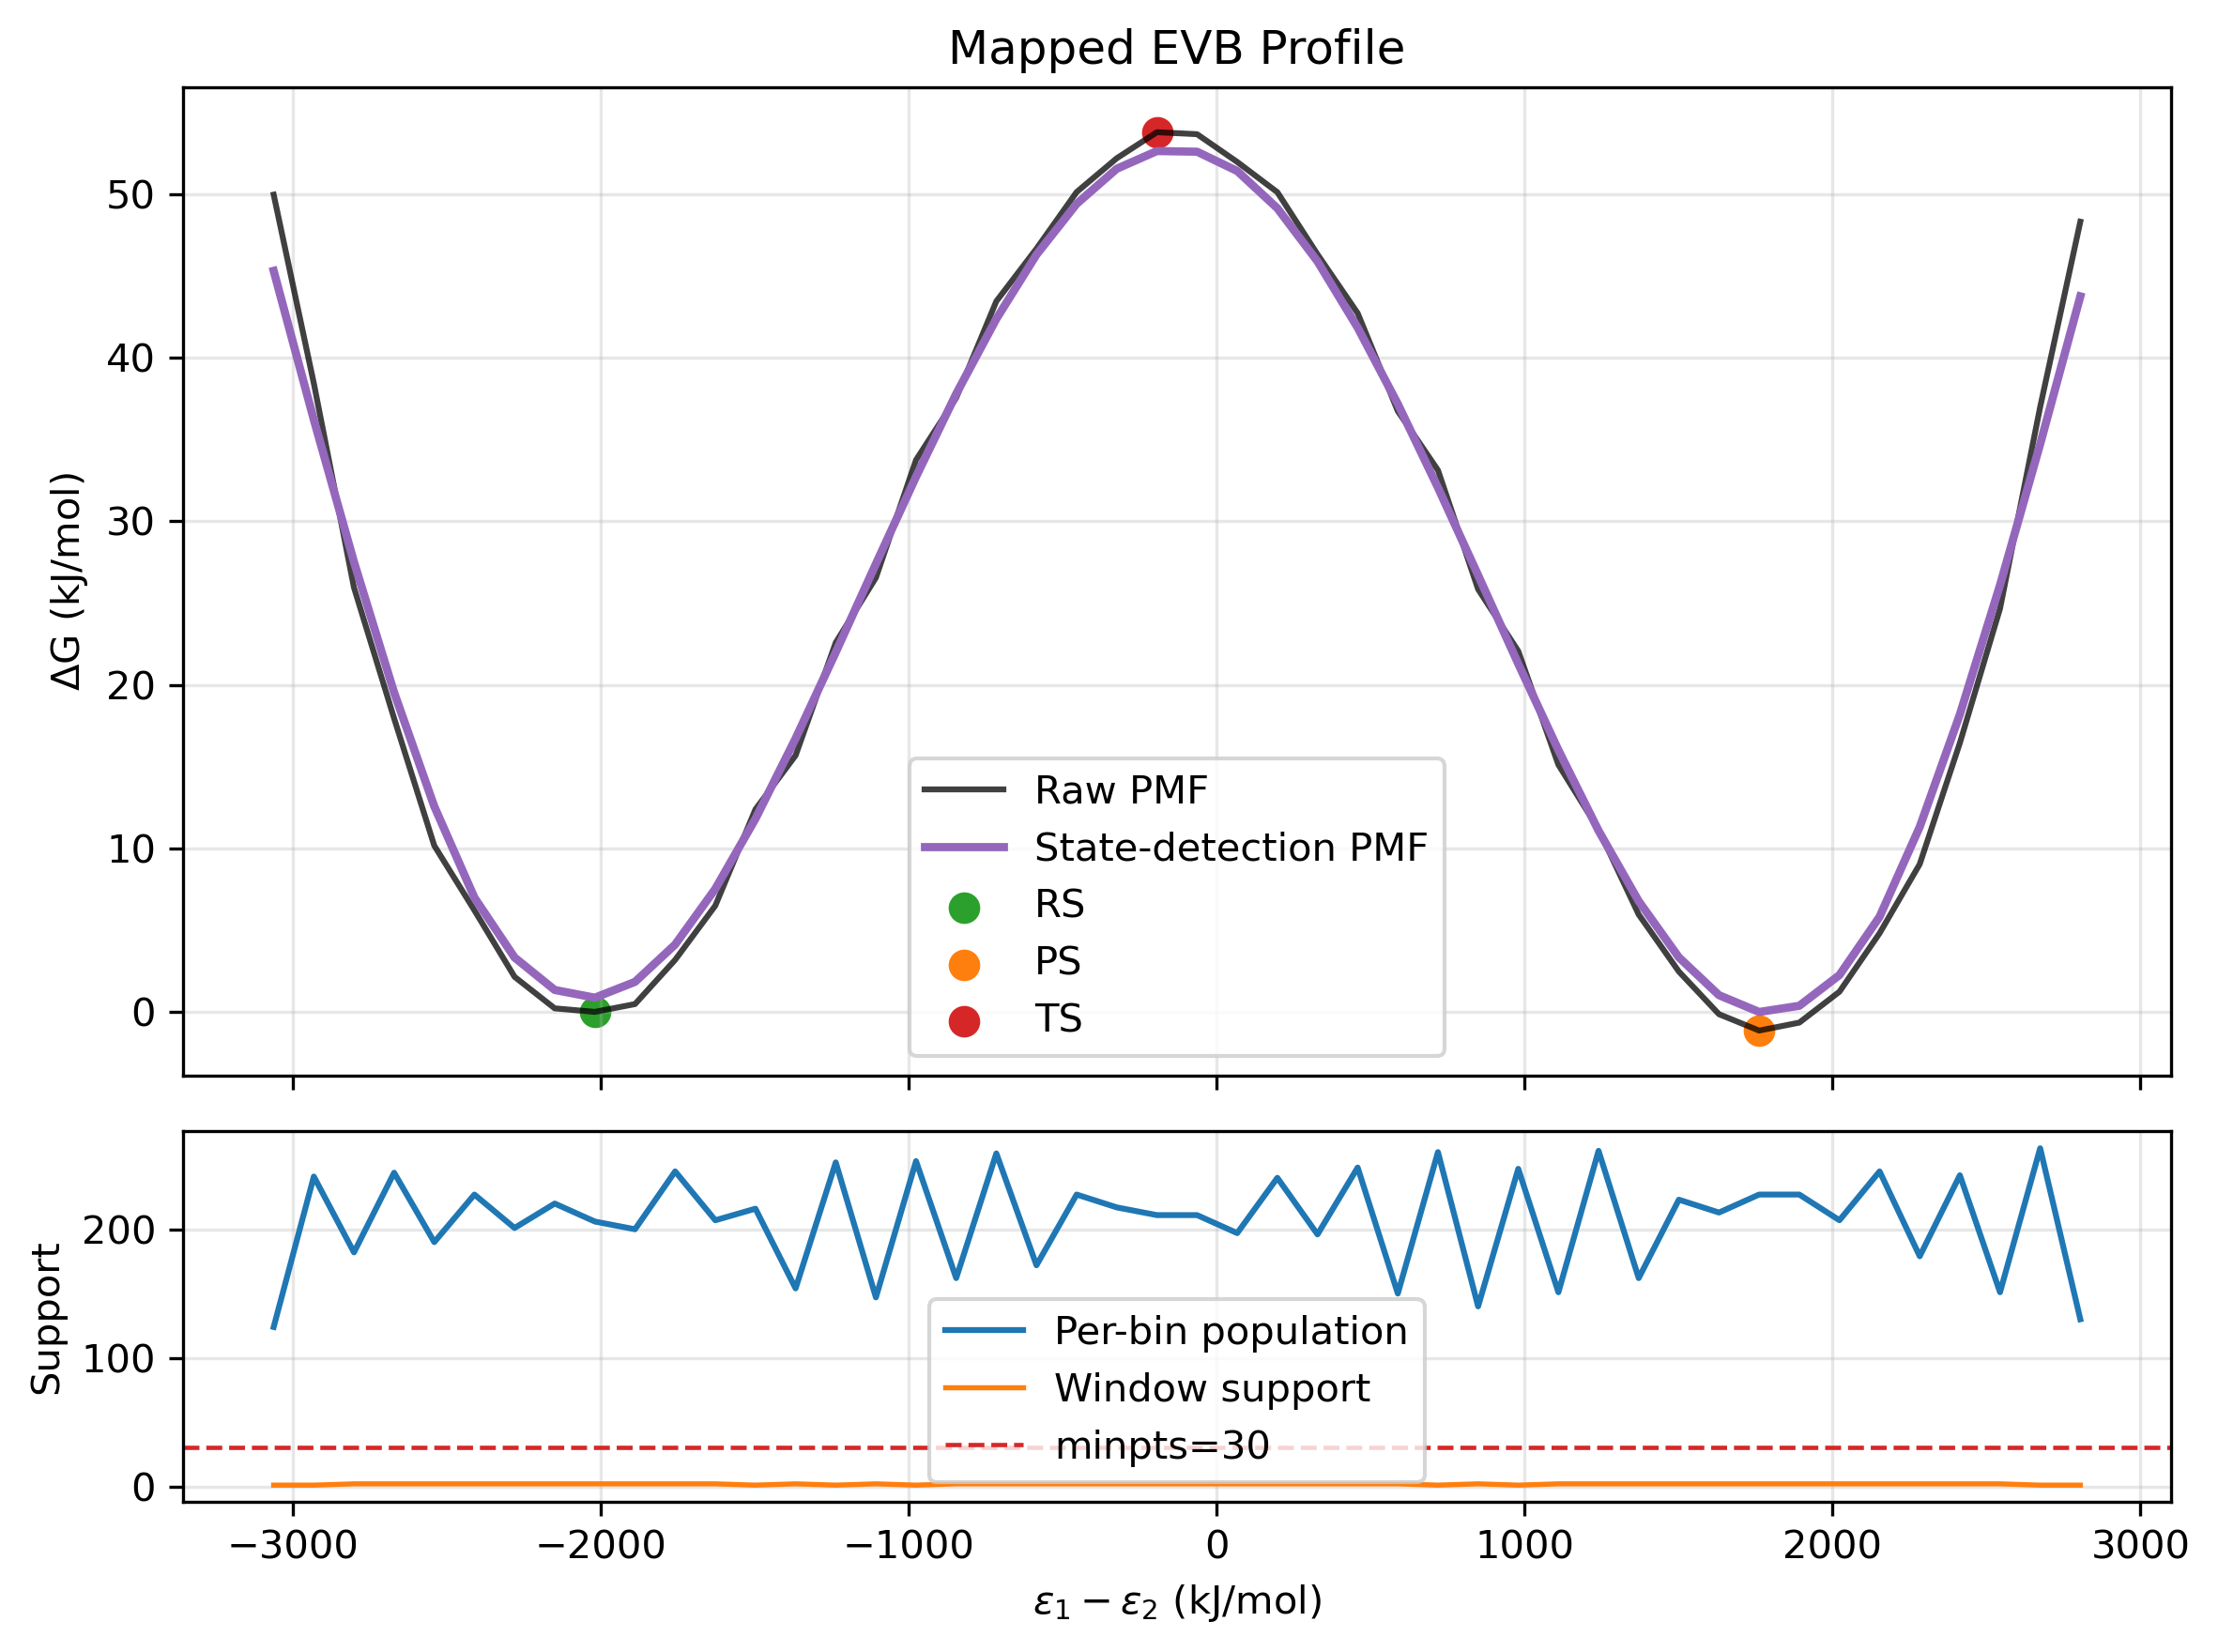 Mapped EVB Profile
50
40
30
20
10
0
ΔG (kJ/mol)
Raw PMF
State-detection PMF
RS
PS
TS
200
100
0
Support
Per-bin population
Window support
minpts=30
−3000 −2000 −1000 0 1000 2000 3000
ε₁ − ε₂ (kJ/mol)